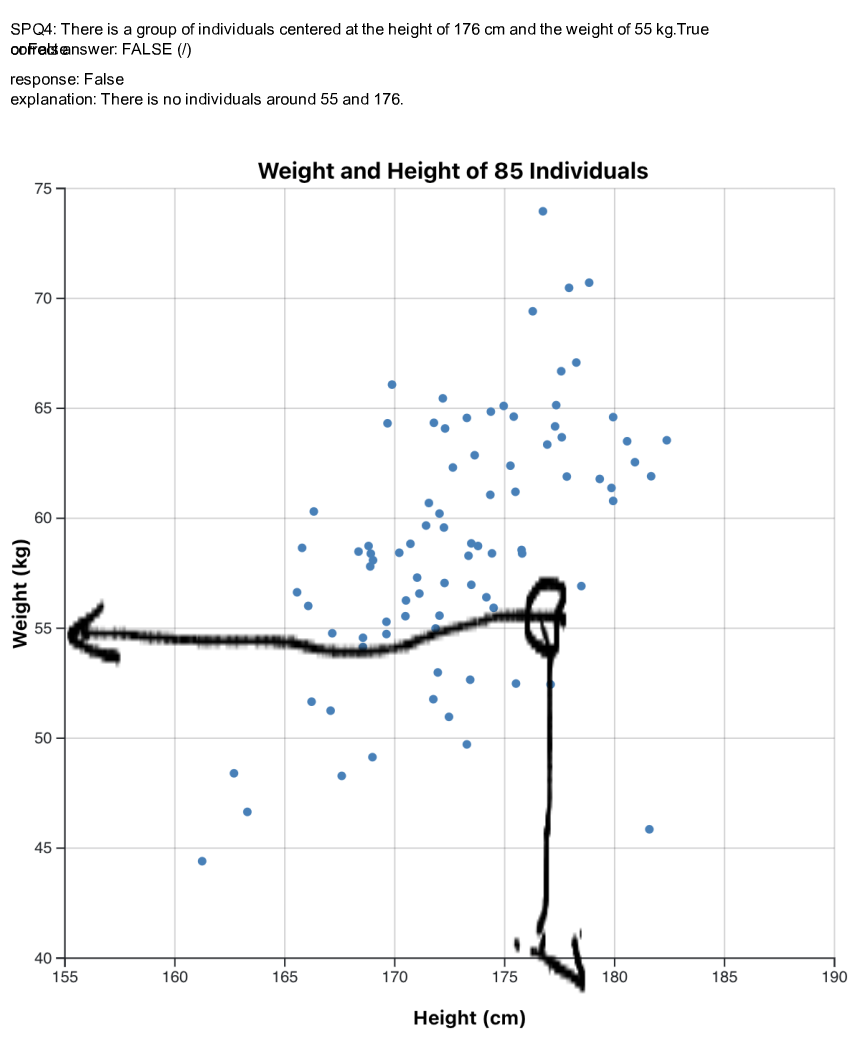 SPQ4: There is a group of individuals centered at the height of 176 cm and the weight of 55 kg.True
or False
correct answer: FALSE (/)
response: False
explanation: There is no individuals around 55 and 176.
Weight and Height of 85 Individuals
75
70
65
60
55
50
45
40
Weight (kg)
155 160 165 170 175 180 185 190
Height (cm)